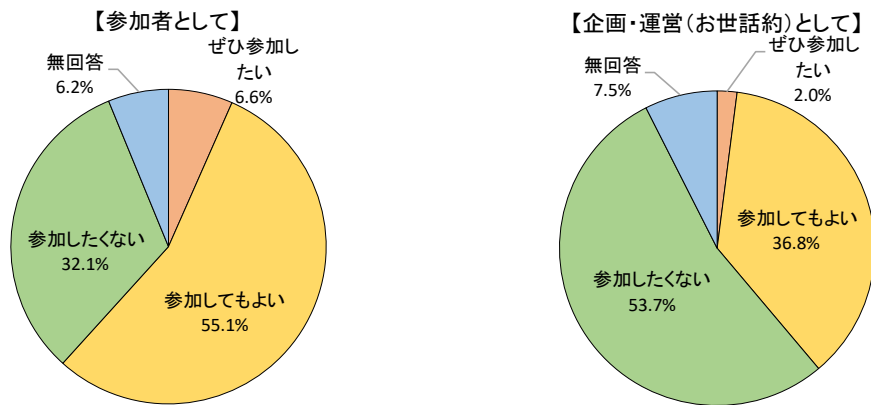 【参加者として】
無回答
6.2%
ぜひ参加し
たい
6.6%
参加したくない
32.1%
参加してもよい
55.1%
【企画・運営(お世話約)として】
無回答
7.5%
ぜひ参加し
たい
2.0%
参加してもよい
36.8%
参加したくない
53.7%